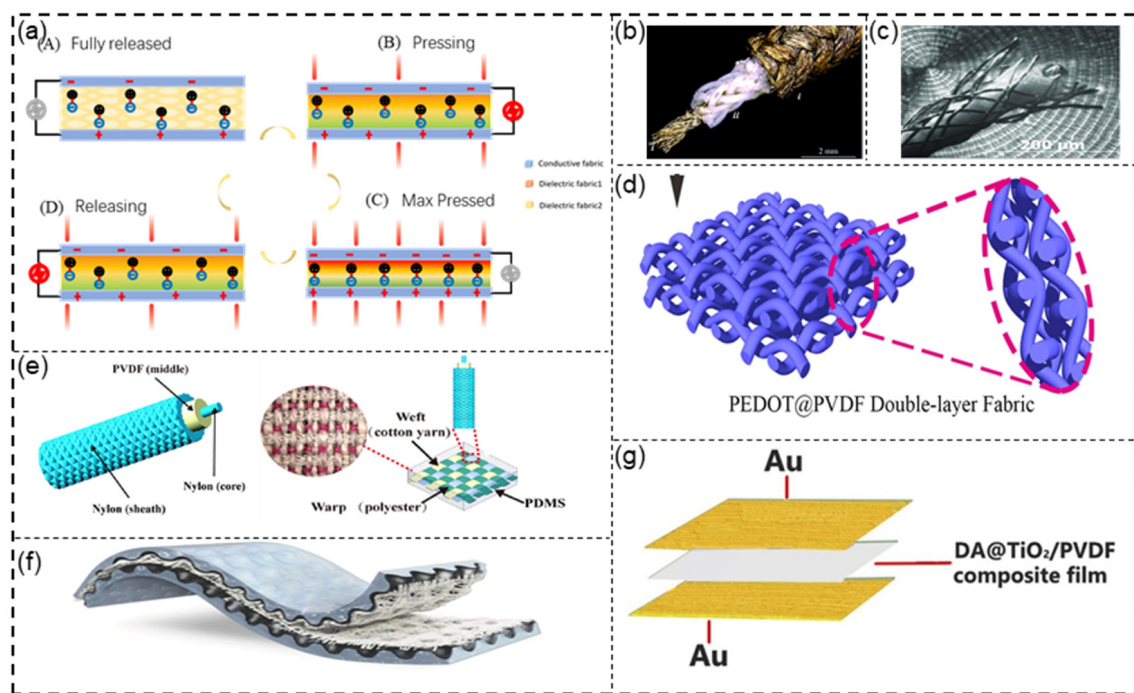 (a)
(A) Fully released
(B) Pressing
Conductive fabric
Dielectric fabric1
Dielectric fabric2
(D) Releasing
(C) Max Pressed
(b)
i
ii
i
2 mm
(c)
200 μm
(d)
PEDOT@PVDF Double-layer Fabric
(e)
PVDF (middle)
Nylon (core)
Nylon (sheath)
Weft
(cotton yarn)
Warp (polyester)
PDMS
(f)
(g)
Au
DA@TiO₂/PVDF
composite film
Au